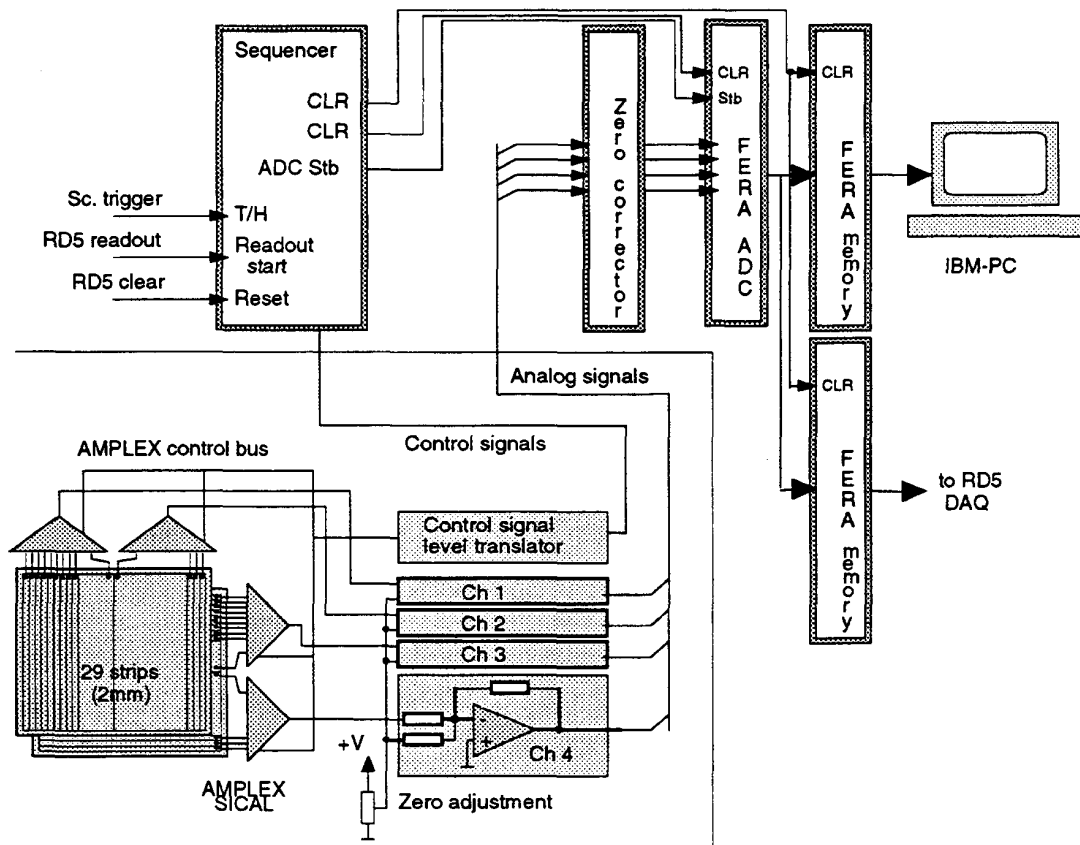 Sequencer
CLR
CLR
ADC Stb
Sc. trigger
T/H
RD5 readout
Readout
start
RD5 clear
Reset
Zero corrector
CLR
Stb
FERA ADC
CLR
FERA memory
IBM-PC
CLR
FERA memory
to RD5
DAQ
Analog signals
Control signals
AMPLEX control bus
Control signal
level translator
Ch 1
Ch 2
Ch 3
Ch 4
-
+
29 strips
(2mm)
+V
AMPLEX
SICAL
Zero adjustment